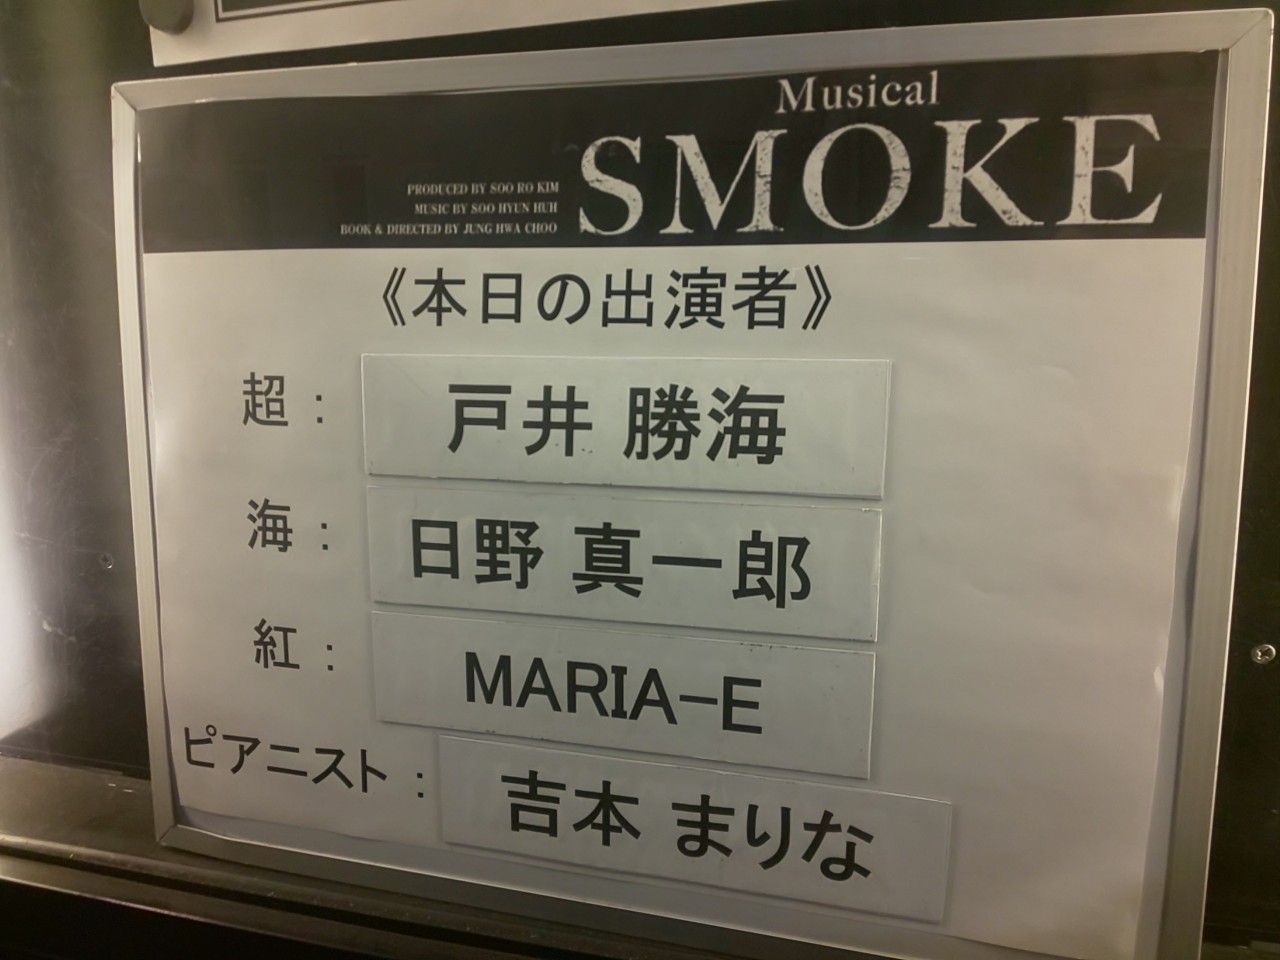 Musical
SMOKE
PRODUCED BY SOO RO KIM
MUSIC BY SOO HYUN HUH
BOOK & DIRECTED BY JUNG HWA CHOO
《本日の出演者》
超： 戸井 勝海
海： 日野 真一郎
紅： MARIA-E
ピアニスト： 吉本 まりな